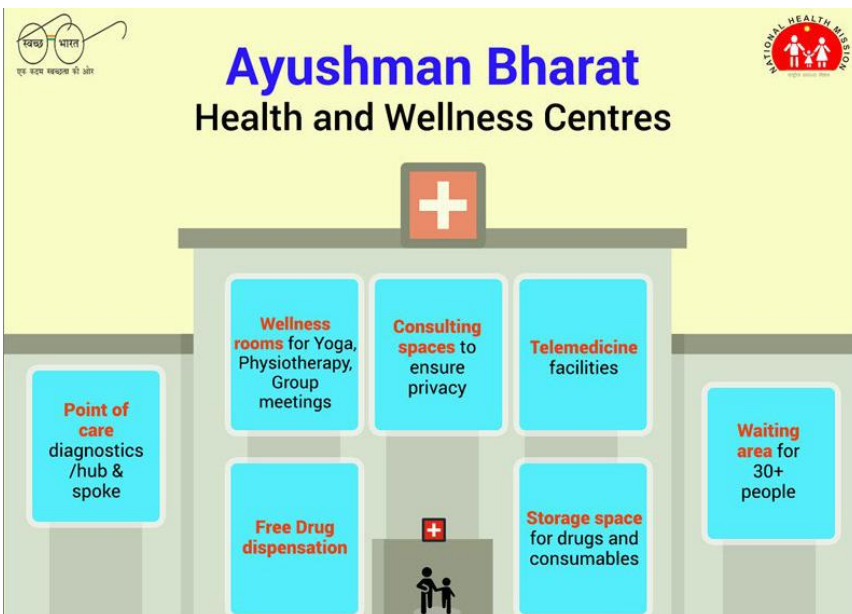 स्वच्छ भारत
एक कदम स्वच्छता की ओर
NATIONAL HEALTH MISSION
Ayushman Bharat
Health and Wellness Centres
Wellness
rooms for Yoga,
Physiotherapy,
Group
meetings
Consulting
spaces to
ensure
privacy
Telemedicine
facilities
Point of
care
diagnostics
/hub &
spoke
Waiting
area for
30+
people
Free Drug
dispensation
Storage space
for drugs and
consumables